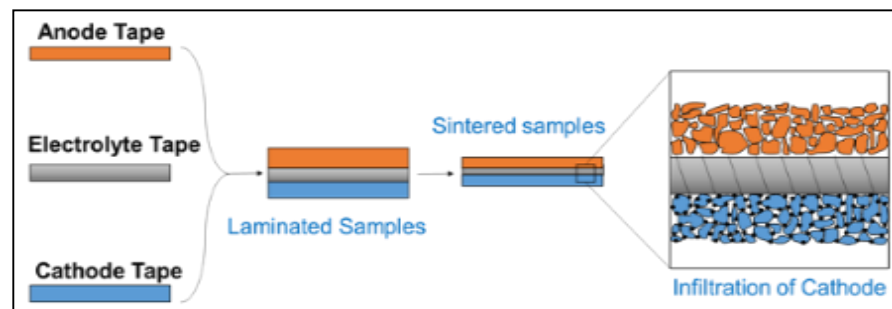 Anode Tape
Electrolyte Tape
Cathode Tape
Laminated Samples
Sintered samples
Infiltration of Cathode